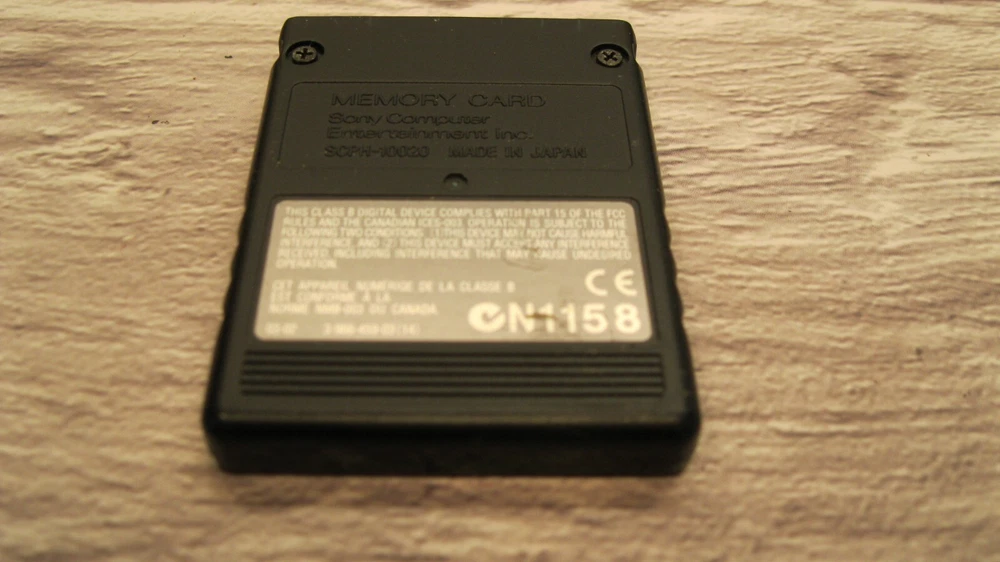 MEMORY CARD
Sony Computer
Entertainment Inc.
SCPH-10020 MADE IN JAPAN
THIS CLASS B DIGITAL DEVICE COMPLIES WITH PART 15 OF THE FCC
RULES AND THE CANADIAN ICES-003. OPERATION IS SUBJECT TO THE
FOLLOWING TWO CONDITIONS. (1) THIS DEVICE MAY NOT CAUSE HARMFUL
INTERFERENCE, AND (2) THIS DEVICE MUST ACCEPT ANY INTERFERENCE
RECEIVED, INCLUDING INTERFERENCE THAT MAY CAUSE UNDESIRED
OPERATION.
CE
CET APPAREIL NUMÉRIQUE DE LA CLASSE B
EST CONFORME À LA
NORME NMB-003 DU CANADA.
N1158